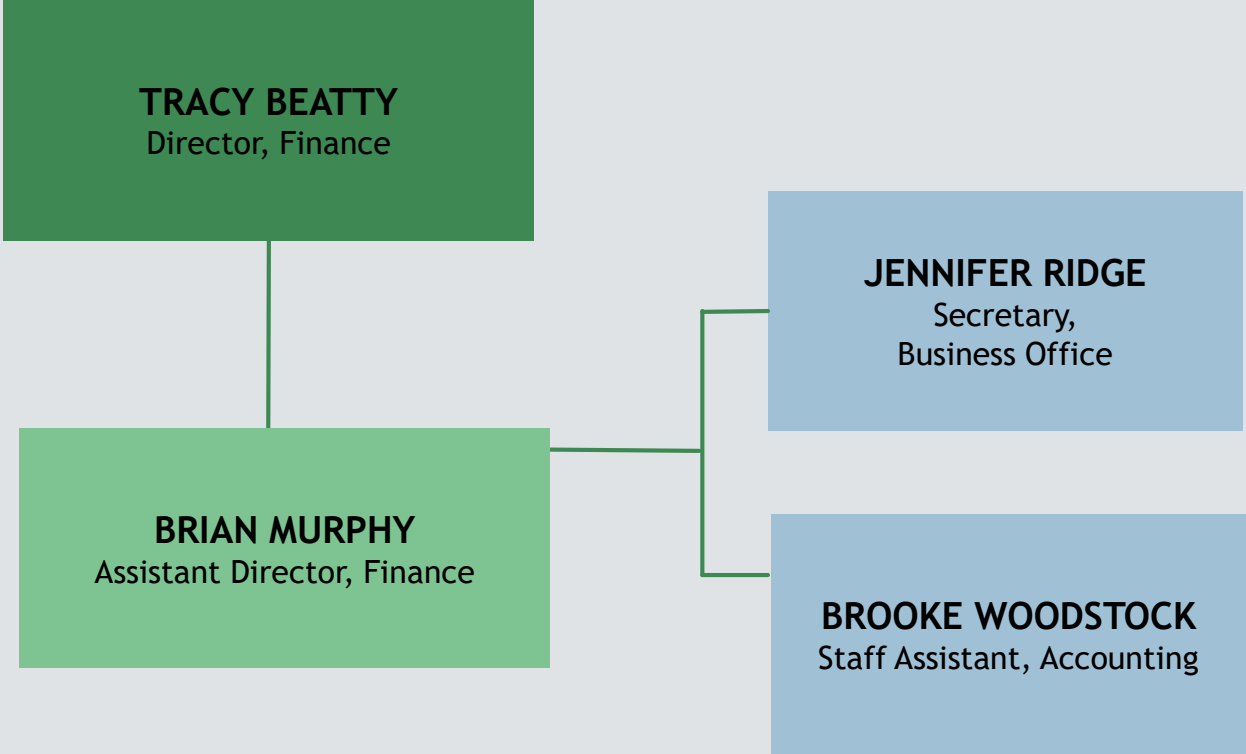 TRACY BEATTY
Director, Finance
JENNIFER RIDGE
Secretary,
Business Office
BRIAN MURPHY
Assistant Director, Finance
BROOKE WOODSTOCK
Staff Assistant, Accounting